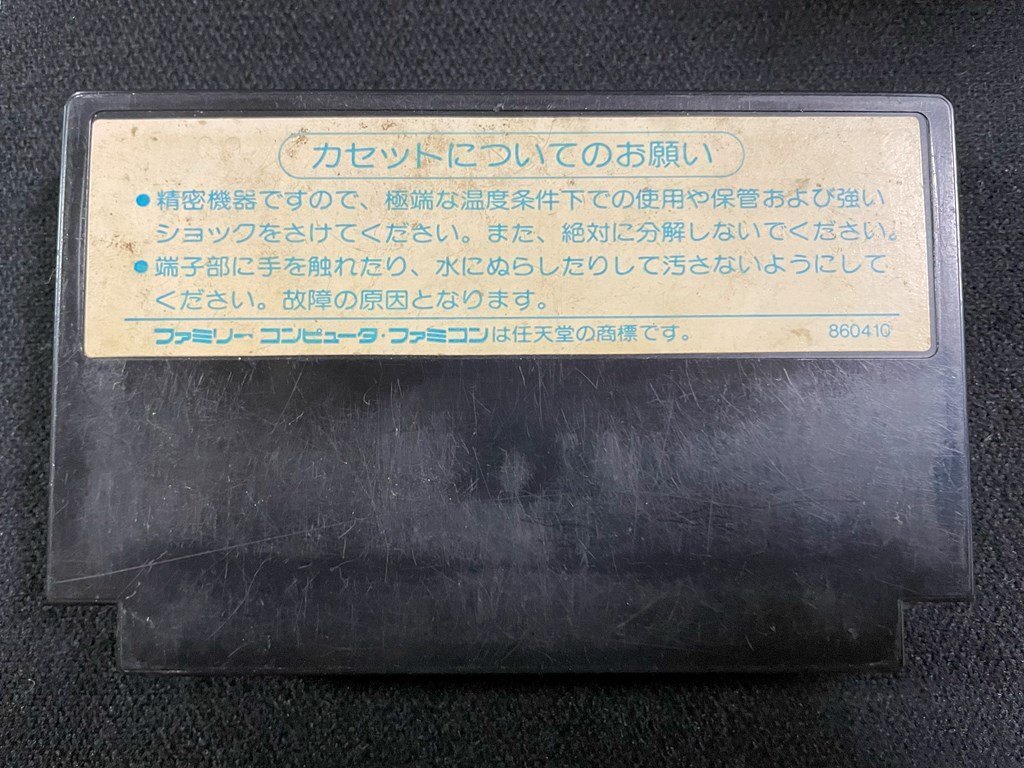 カセットについてのお願い
●精密機器ですので、極端な温度条件下での使用や保管および強い
ショックをさけてください。また、絶対に分解しないでください。
●端子部に手を触れたり、水にぬらしたりして汚さないようにして
ください。故障の原因となります。
ファミリーコンピュータ・ファミコンは任天堂の商標です。 860410